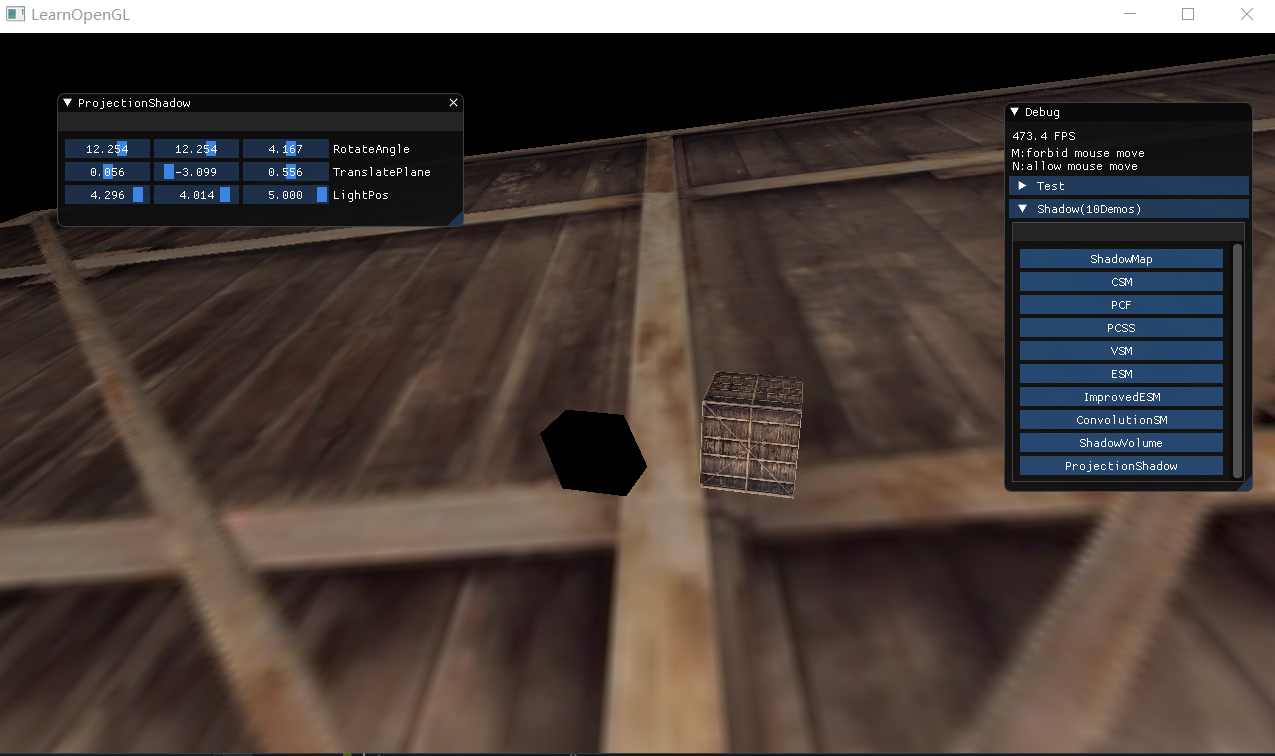 LearnOpenGL
ProjectionShadow
12.254 12.254 4.167 RotateAngle
0.056 -3.099 0.556 TranslatePlane
4.296 4.014 5.000 LightPos
Debug
473.4 FPS
M:forbid mouse move
N:allow mouse move
Test
Shadow(10Demos)
ShadowMap
CSM
PCF
PCSS
VSM
ESM
ImprovedESM
ConvolutionSM
ShadowVolume
ProjectionShadow